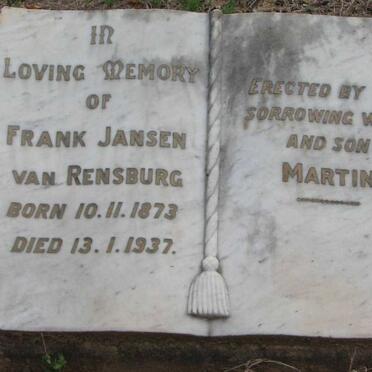 IN
LOVING MEMORY
OF
FRANK JANSEN
VAN RENSBURG
BORN 10.11.1873
DIED 13.1.1937.
ERECTED BY
SORROWING
AND SON
MARTIN